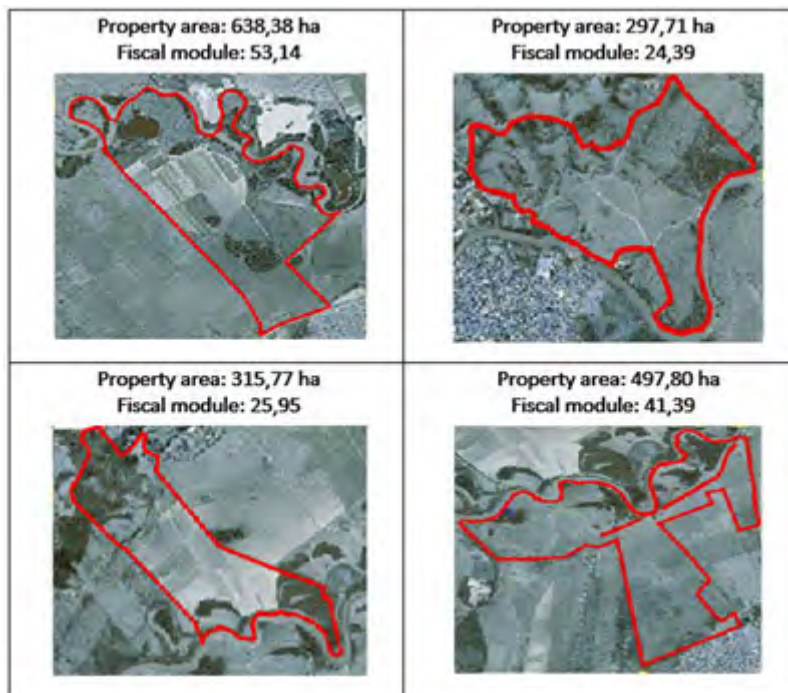 Property area: 638,38 ha
Fiscal module: 53,14
Property area: 297,71 ha
Fiscal module: 24,39
Property area: 315,77 ha
Fiscal module: 25,95
Property area: 497,80 ha
Fiscal module: 41,39